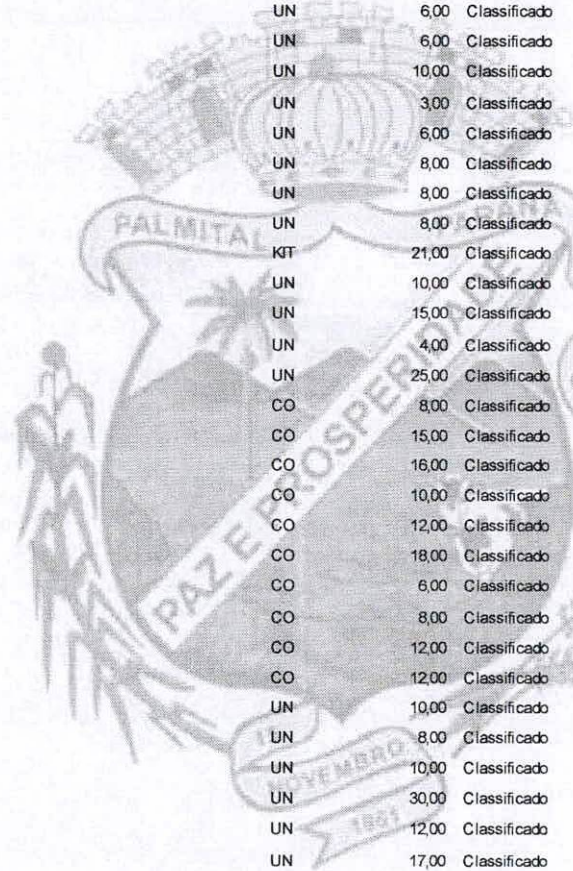 UN 6,00 Classificado
UN 6,00 Classificado
UN 10,00 Classificado
UN 3,00 Classificado
UN 6,00 Classificado
UN 8,00 Classificado
UN 8,00 Classificado
UN 8,00 Classificado
KIT 21,00 Classificado
UN 10,00 Classificado
UN 15,00 Classificado
UN 4,00 Classificado
UN 25,00 Classificado
CO 8,00 Classificado
CO 15,00 Classificado
CO 16,00 Classificado
CO 10,00 Classificado
CO 12,00 Classificado
CO 18,00 Classificado
CO 6,00 Classificado
CO 8,00 Classificado
CO 12,00 Classificado
CO 12,00 Classificado
UN 10,00 Classificado
UN 8,00 Classificado
UN 10,00 Classificado
UN 30,00 Classificado
UN 12,00 Classificado
UN 17,00 Classificado
PALMITAL
PARANÁ
PAZ E PROSPERIDADE
NOVEMBRO
1961